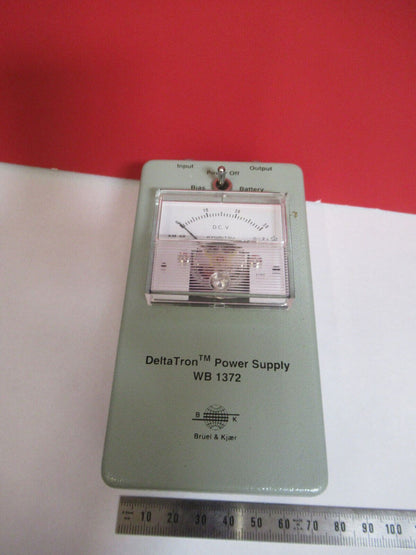 Input Output
Power Off
Bias Battery
D.C.V
DeltaTron™ Power Supply
WB 1372
B K
Bruel & Kjær
10 20 30 40 50 60 70 80 90 100